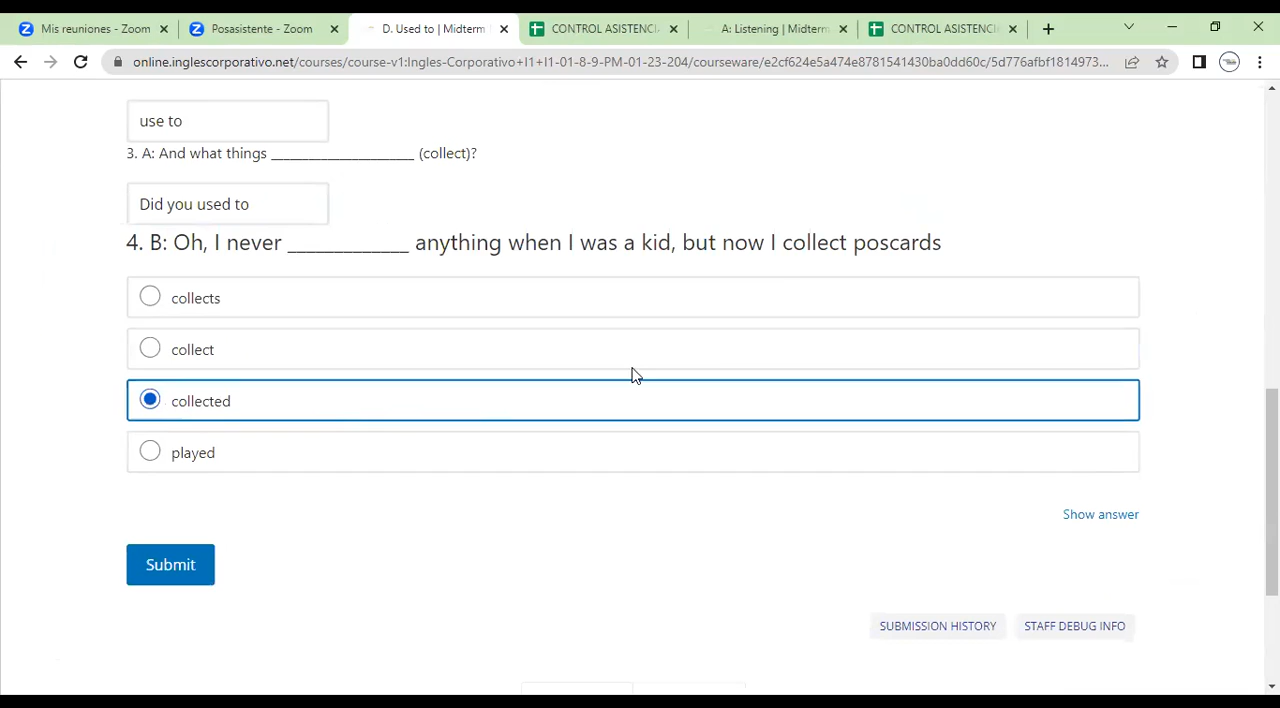 Mis reuniones - Zoom
Posasistente - Zoom
D. Used to | Midterm
CONTROL ASISTENCI
A: Listening | Midterm
CONTROL ASISTENCI
online.inglescorporativo.net/courses/course-v1:Ingles-Corporativo+I1+I1-01-8-9-PM-01-23-204/courseware/e2cf624e5a474e8781541430ba0dd60c/5d776afbf1814973...
use to
3. A: And what things ___________________ (collect)?
Did you used to
4. B: Oh, I never ___________ anything when I was a kid, but now I collect poscards
collects
collect
collected
played
Show answer
Submit
SUBMISSION HISTORY
STAFF DEBUG INFO